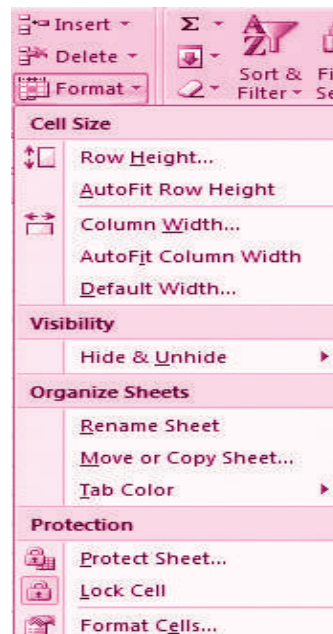 Insert
Delete
Format
Σ
A
Z
Sort &
Filter
Fi
Se
Cell Size
Row Height...
AutoFit Row Height
Column Width...
AutoFit Column Width
Default Width...
Visibility
Hide & Unhide
Organize Sheets
Rename Sheet
Move or Copy Sheet...
Tab Color
Protection
Protect Sheet...
Lock Cell
Format Cells...